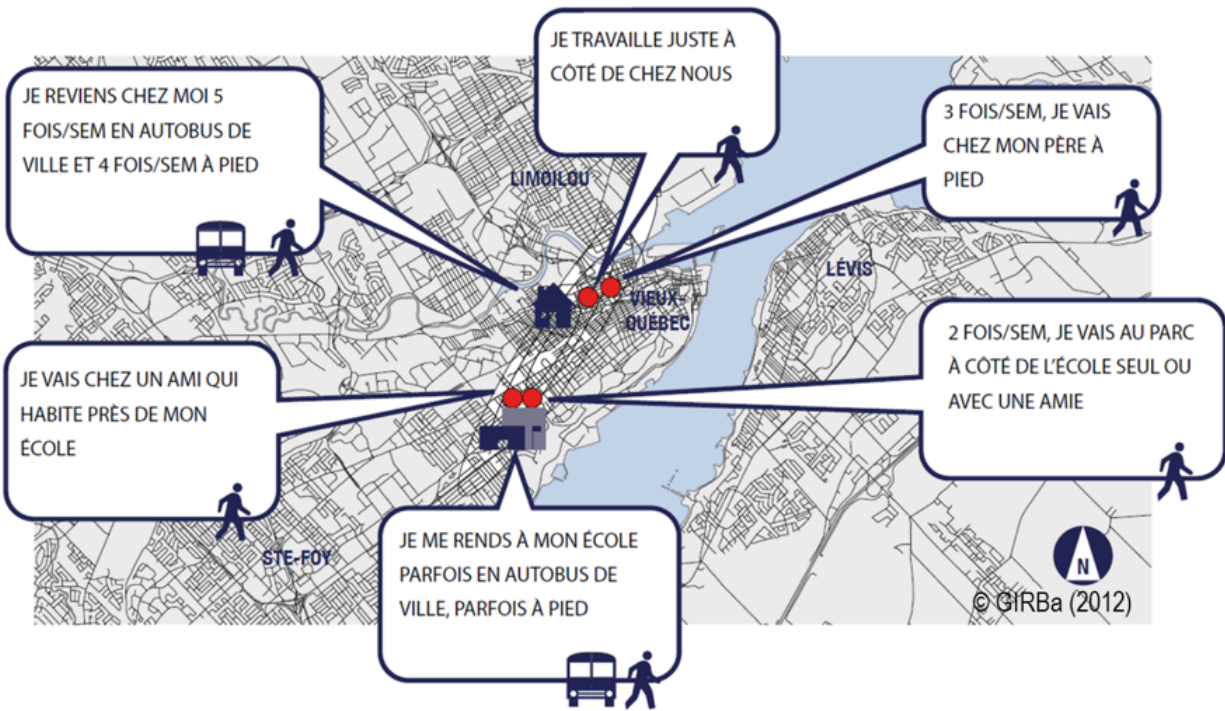 JE TRAVAILLE JUSTE À
CÔTÉ DE CHEZ NOUS
JE REVIENS CHEZ MOI 5
FOIS/SEM EN AUTOBUS DE
VILLE ET 4 FOIS/SEM À PIED
3 FOIS/SEM, JE VAIS
CHEZ MON PÈRE À
PIED
LIMOILOU
LÉVIS
VIEUX-
QUÉBEC
2 FOIS/SEM, JE VAIS AU PARC
À CÔTÉ DE L'ÉCOLE SEUL OU
AVEC UNE AMIE
JE VAIS CHEZ UN AMI QUI
HABITE PRÈS DE MON
ÉCOLE
STE-FOY
JE ME RENDS À MON ÉCOLE
PARFOIS EN AUTOBUS DE
VILLE, PARFOIS À PIED
N
© GIRBa (2012)